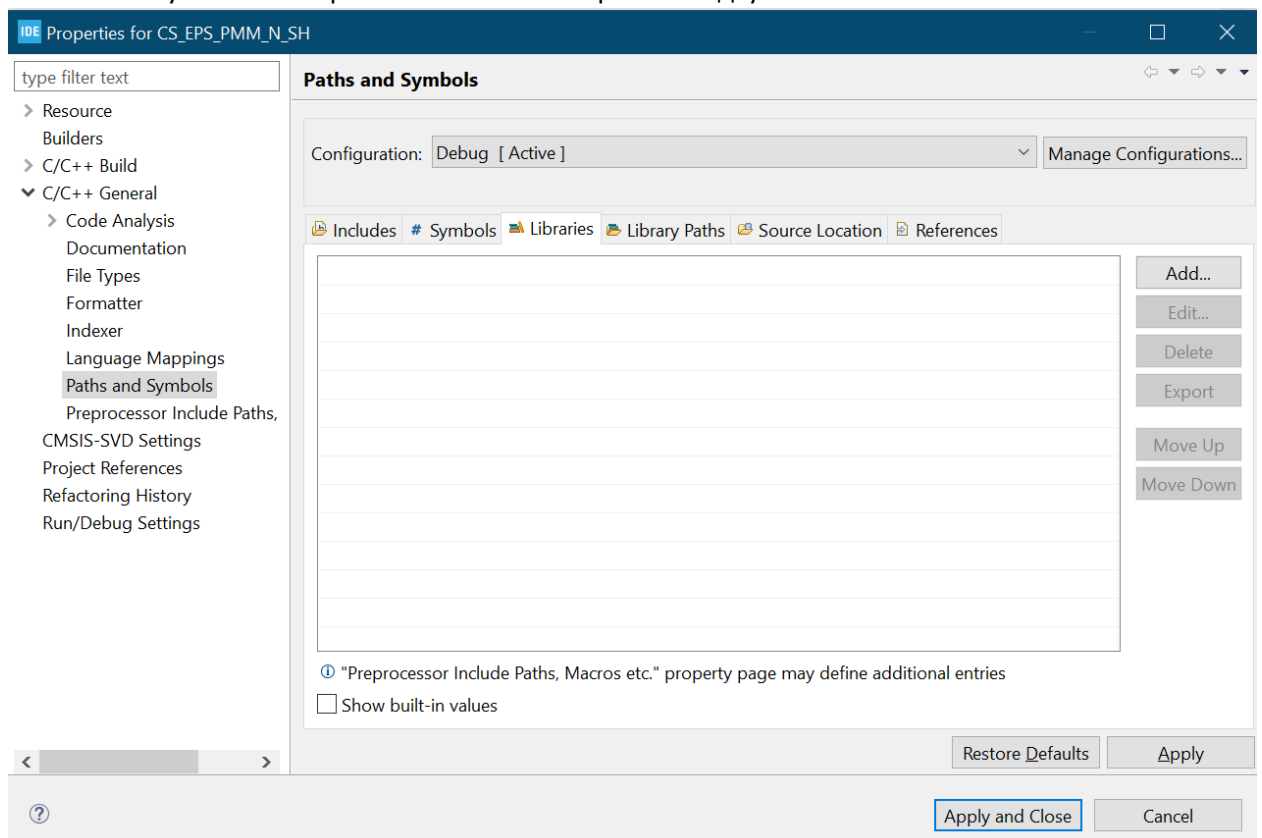 IDE Properties for CS_EPS_PMM_N_SH
type filter text
Resource
Builders
C/C++ Build
C/C++ General
Code Analysis
Documentation
File Types
Formatter
Indexer
Language Mappings
Paths and Symbols
Preprocessor Include Paths,
CMSIS-SVD Settings
Project References
Refactoring History
Run/Debug Settings
Paths and Symbols
Configuration: Debug [ Active ] Manage Configurations...
Includes # Symbols Libraries Library Paths Source Location References
Add...
Edit...
Delete
Export
Move Up
Move Down
"Preprocessor Include Paths, Macros etc." property page may define additional entries
Show built-in values
Restore Defaults Apply
Apply and Close Cancel